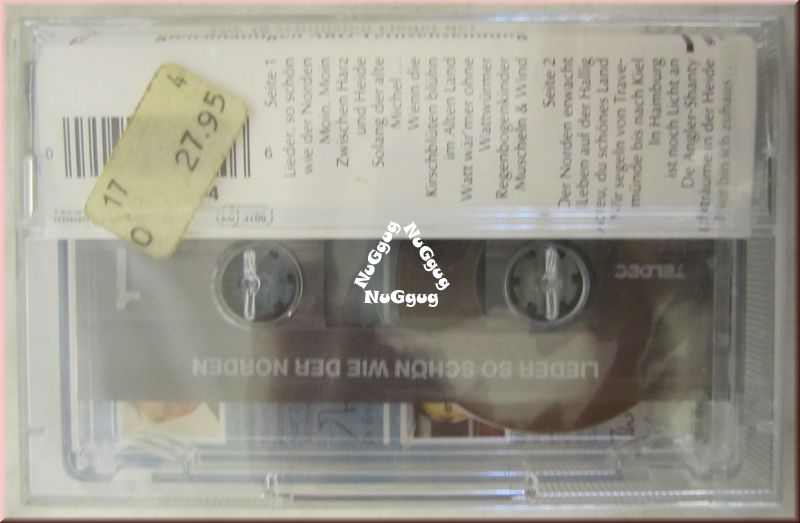 Seite 1
Lieder, so schön
wie der Norden
Moin, Moin
Zwischen Harz
und Heide
Solang der alte
Michel...
Wenn die
Kirschblüten blühn
im Alten Land
Watt wär'mer ohne
Wattwürmer
Regenbogenkinder
Muscheln & Wind
Seite 2
Der Norden erwacht
(Leben auf der Hallig
du schönes Land
segeln von Trave-
münde bis nach Kiel
In Hamburg
ist noch Licht an
De Angler-Shanty
träume in der Heide
bin ich zuhaus....
4
27.95
17
0
NuGgug
NuGgug
NuGgug
TELDEC
1
LIEDER SO SCHÖN WIE DER NORDEN